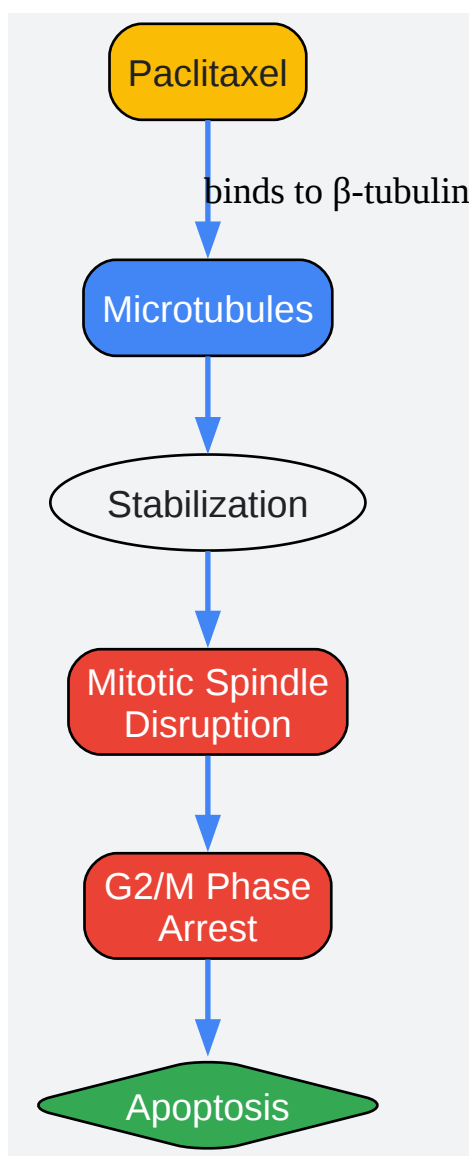 Paclitaxel
binds to β-tubulin
Microtubules
Stabilization
Mitotic Spindle
Disruption
G2/M Phase
Arrest
Apoptosis